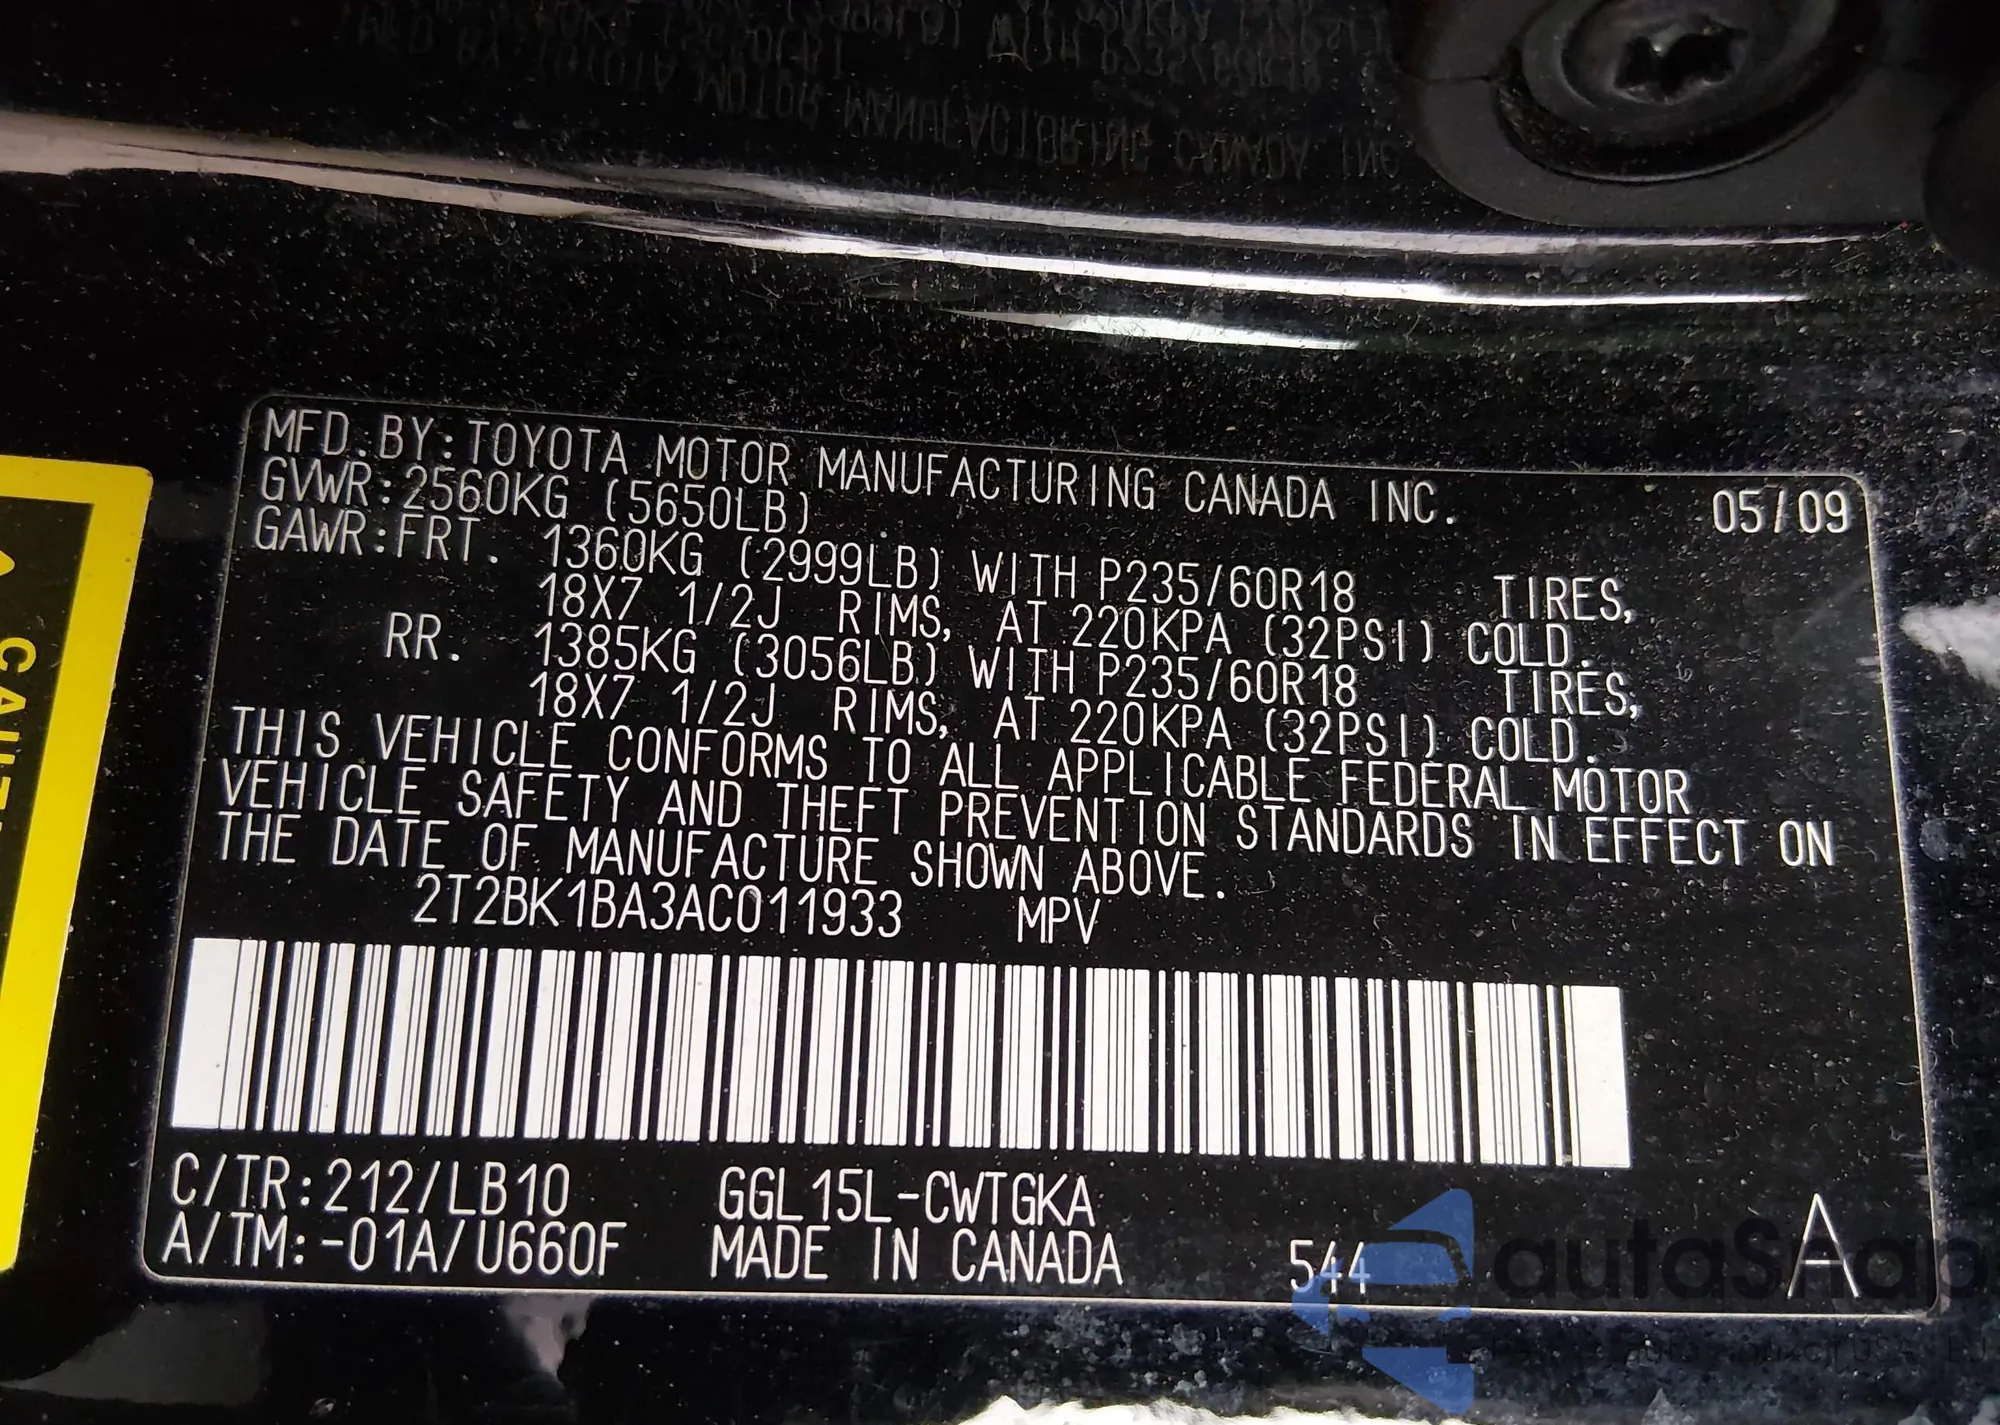 MFD.BY:TOYOTA MOTOR MANUFACTURING CANADA INC. 05/09
GVWR:2560KG (5650LB)
GAWR:FRT. 1360KG (2999LB) WITH P235/60R18 TIRES,
18X7 1/2J RIMS, AT 220KPA (32PSI) COLD.
RR. 1385KG (3056LB) WITH P235/60R18 TIRES,
18X7 1/2J RIMS, AT 220KPA (32PSI) COLD.
THIS VEHICLE CONFORMS TO ALL APPLICABLE FEDERAL MOTOR
VEHICLE SAFETY AND THEFT PREVENTION STANDARDS IN EFFECT ON
THE DATE OF MANUFACTURE SHOWN ABOVE.
2T2BK1BA3AC011933 MPV
C/TR:212/LB10 GGL15L-CWTGKA
A/TM:-01A/U660F MADE IN CANADA 544 A
autaSnap